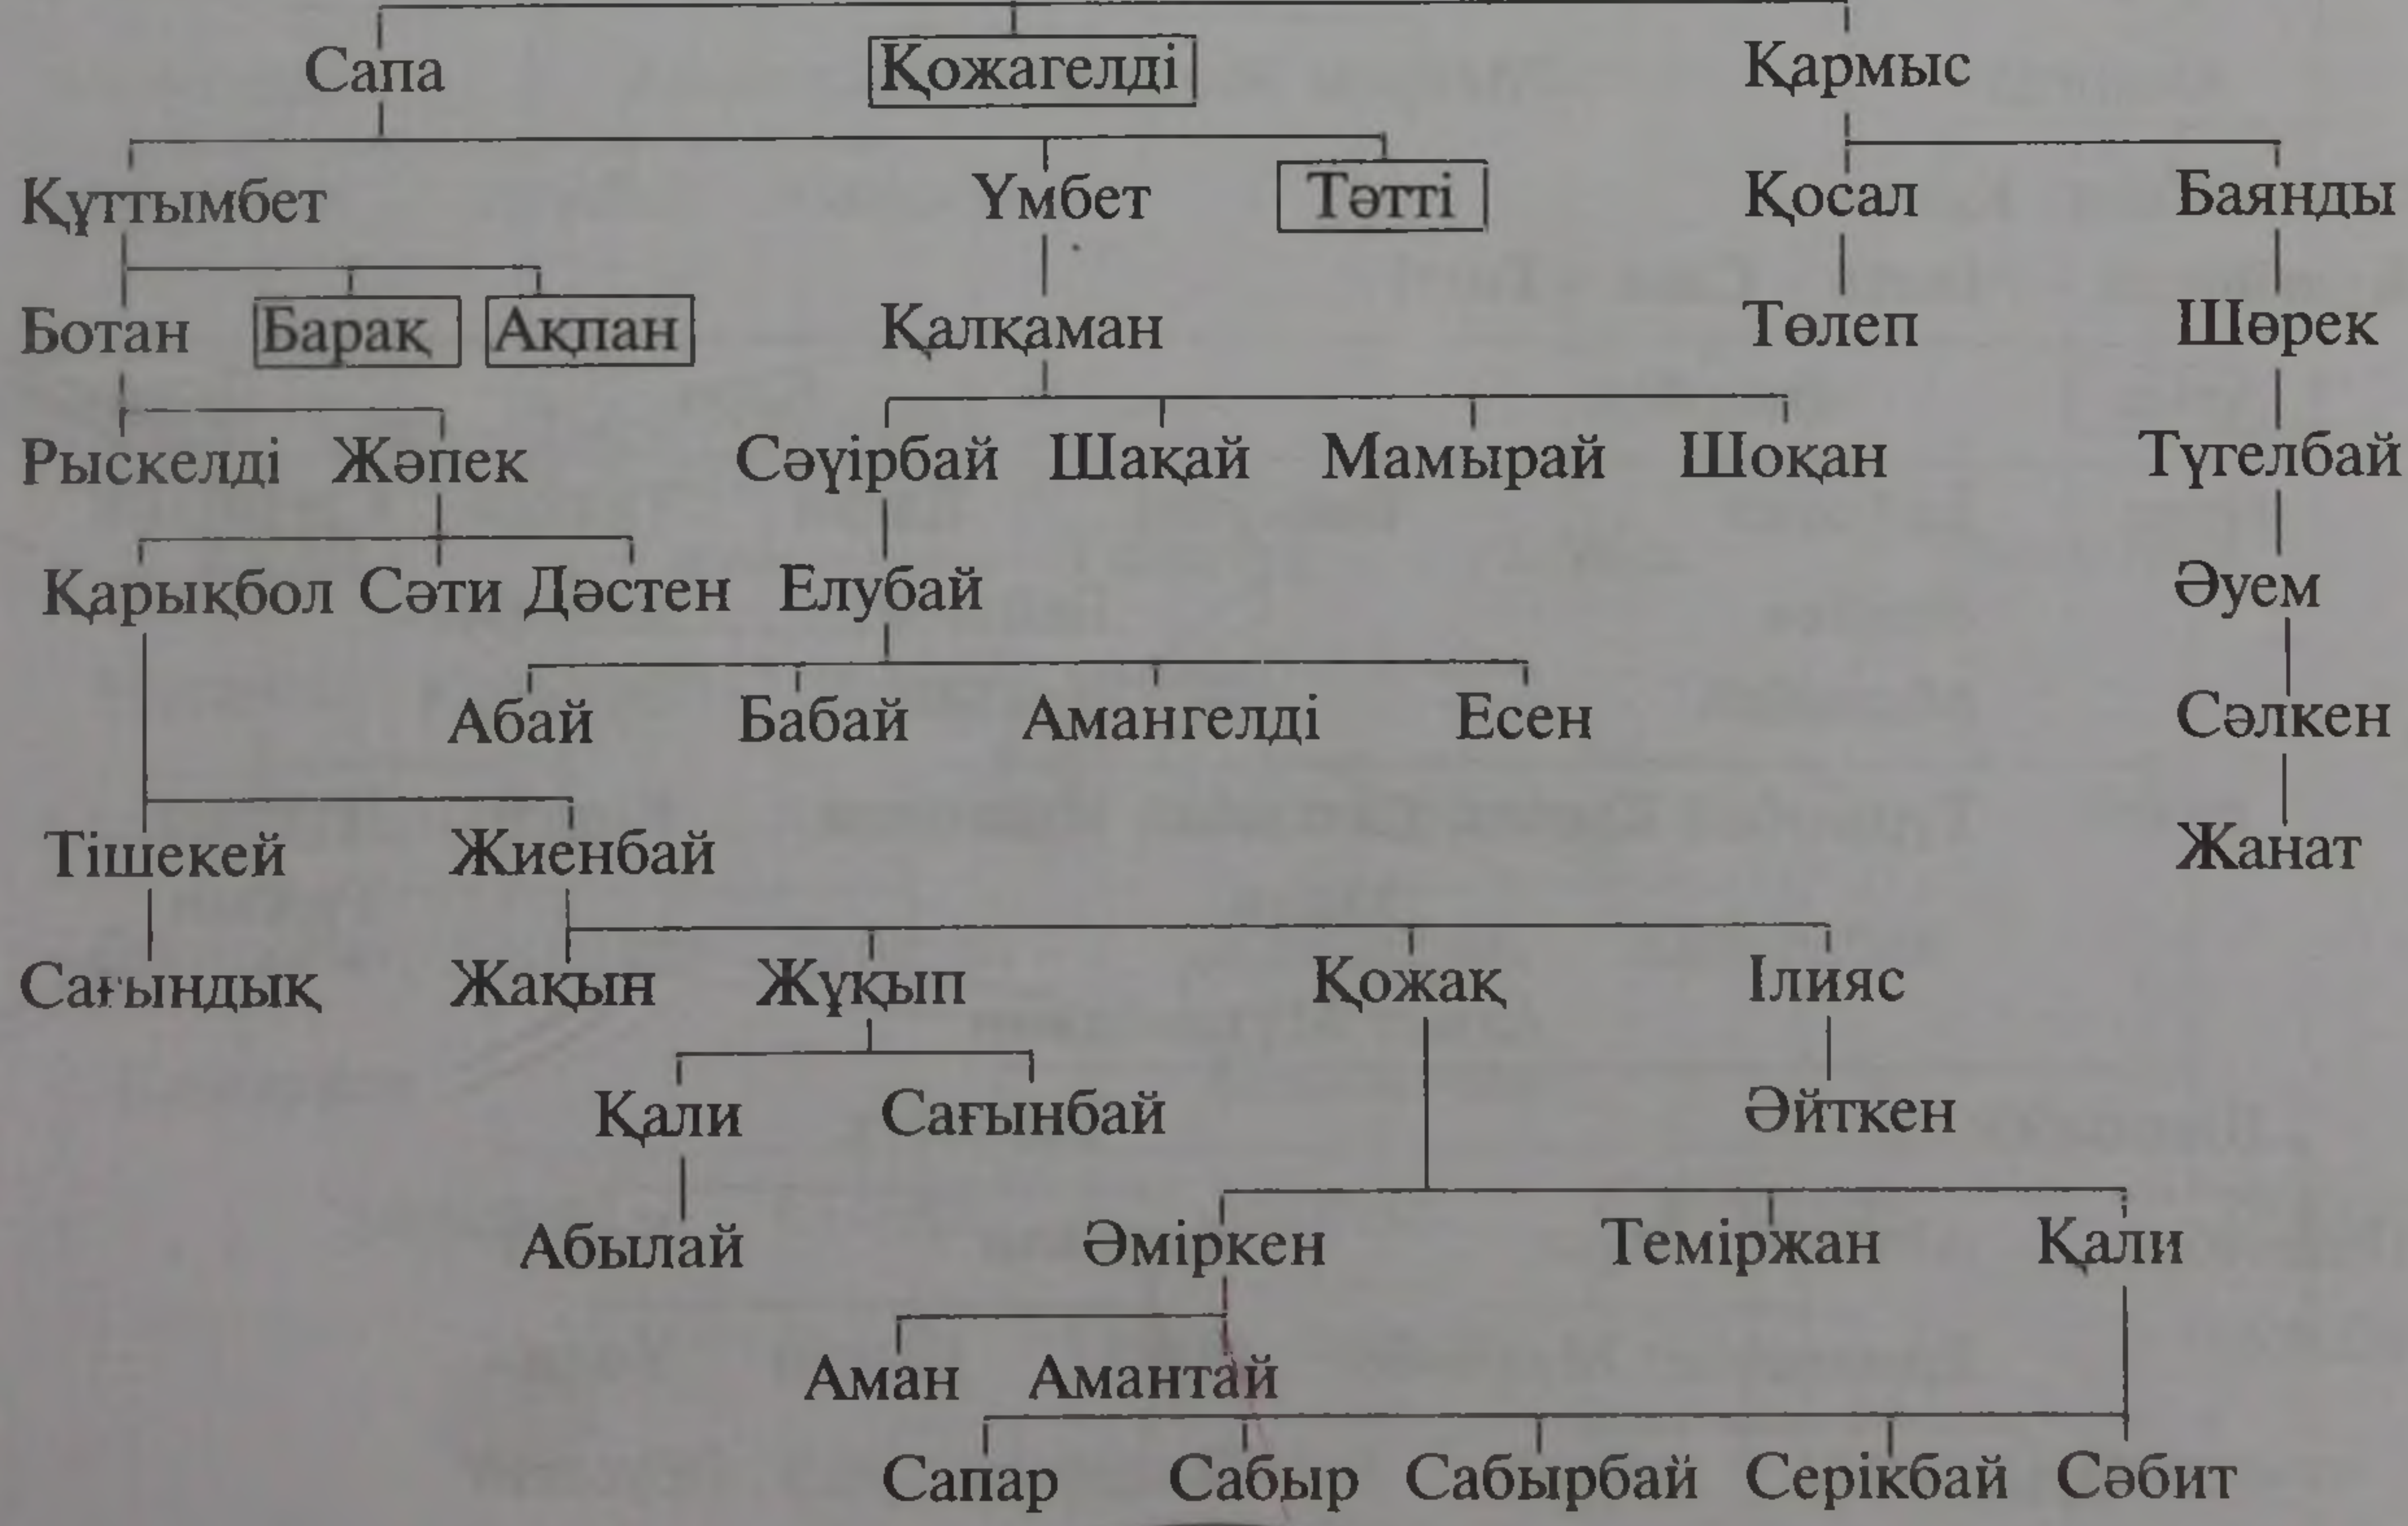 Сапа Қожагелді Қармыс
Құттымбет Үмбет Тәтті Қосал Баянды
Ботан Барақ Ақпан Қалқаман Төлеп Шөрек
Рыскелді Жәпек Сәуірбай Шақай Мамырай Шоқан Түгелбай
Қарықбол Сәти Дәстен Елубай Әуем
Абай Бабай Амангелді Есен Сәлкен
Тішекей Жиенбай Жанат
Сағындық Жақын Жұқып Қожақ Ілияс
Қали Сағынбай Әйткен
Абылай Әміркен Теміржан Қали
Аман Амантай
Сапар Сабыр Сабырбай Серікбай Сәбит